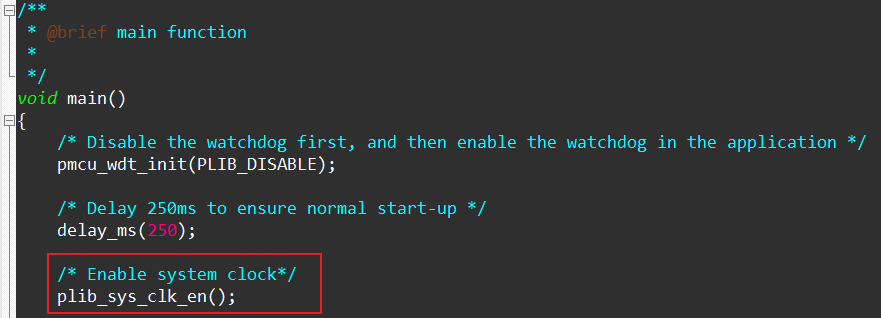 /**
 * @brief main function
 *
 */
void main()
{
    /* Disable the watchdog first, and then enable the watchdog in the application */
    pmcu_wdt_init(PLIB_DISABLE);

    /* Delay 250ms to ensure normal start-up */
    delay_ms(250);

    /* Enable system clock*/
    plib_sys_clk_en();